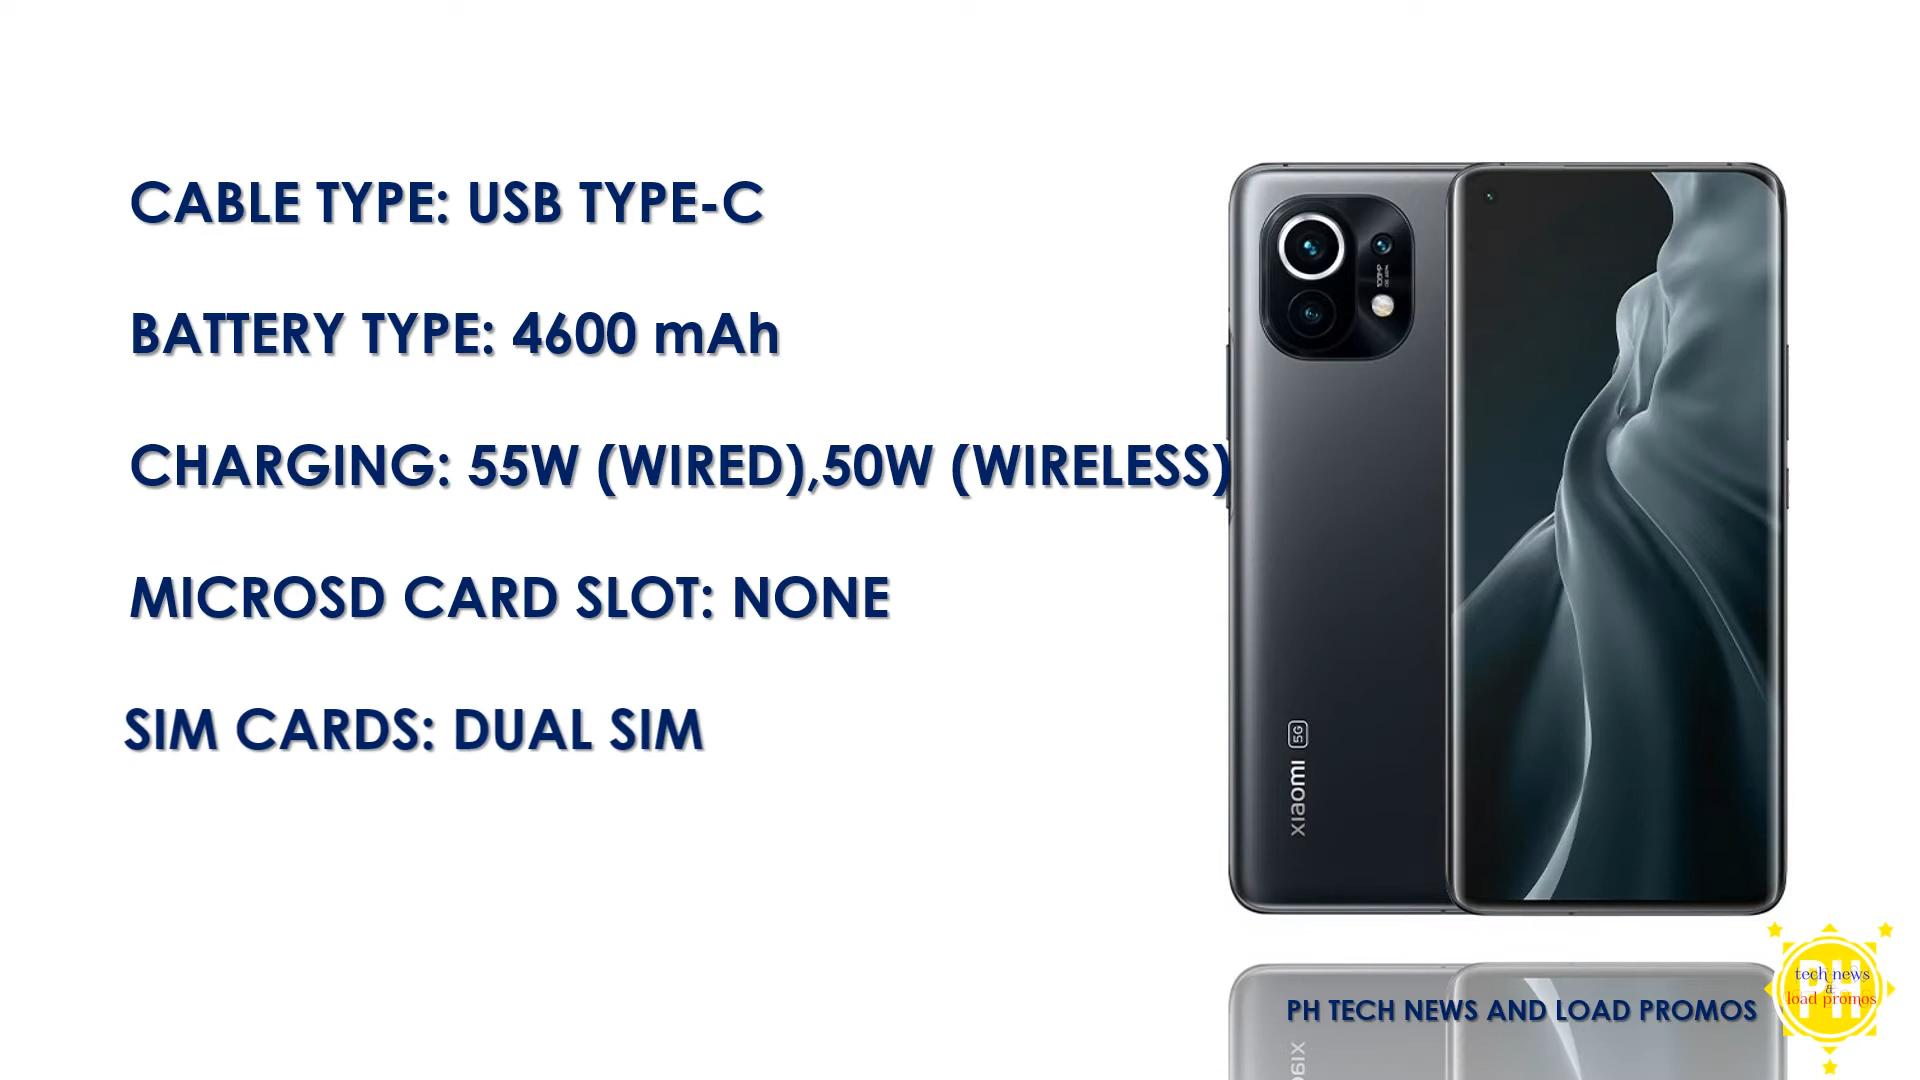 CABLE TYPE: USB TYPE-C
BATTERY TYPE: 4600 mAh
CHARGING: 55W (WIRED),50W (WIRELESS)
MICROSD CARD SLOT: NONE
SIM CARDS: DUAL SIM
xiaomi 5G
PH TECH NEWS AND LOAD PROMOS
PH
tech news
&
load promos